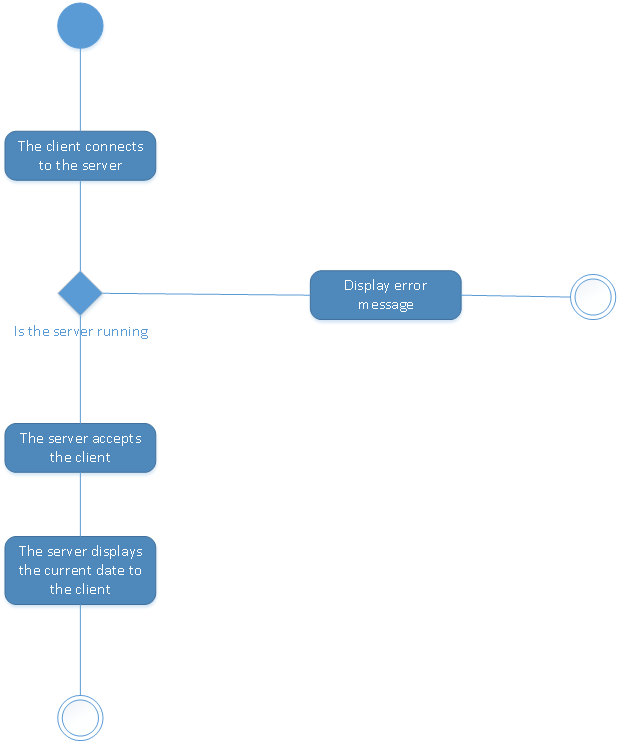 The client connects
to the server
Display error
message
Is the server running
The server accepts
the client
The server displays
the current date to
the client